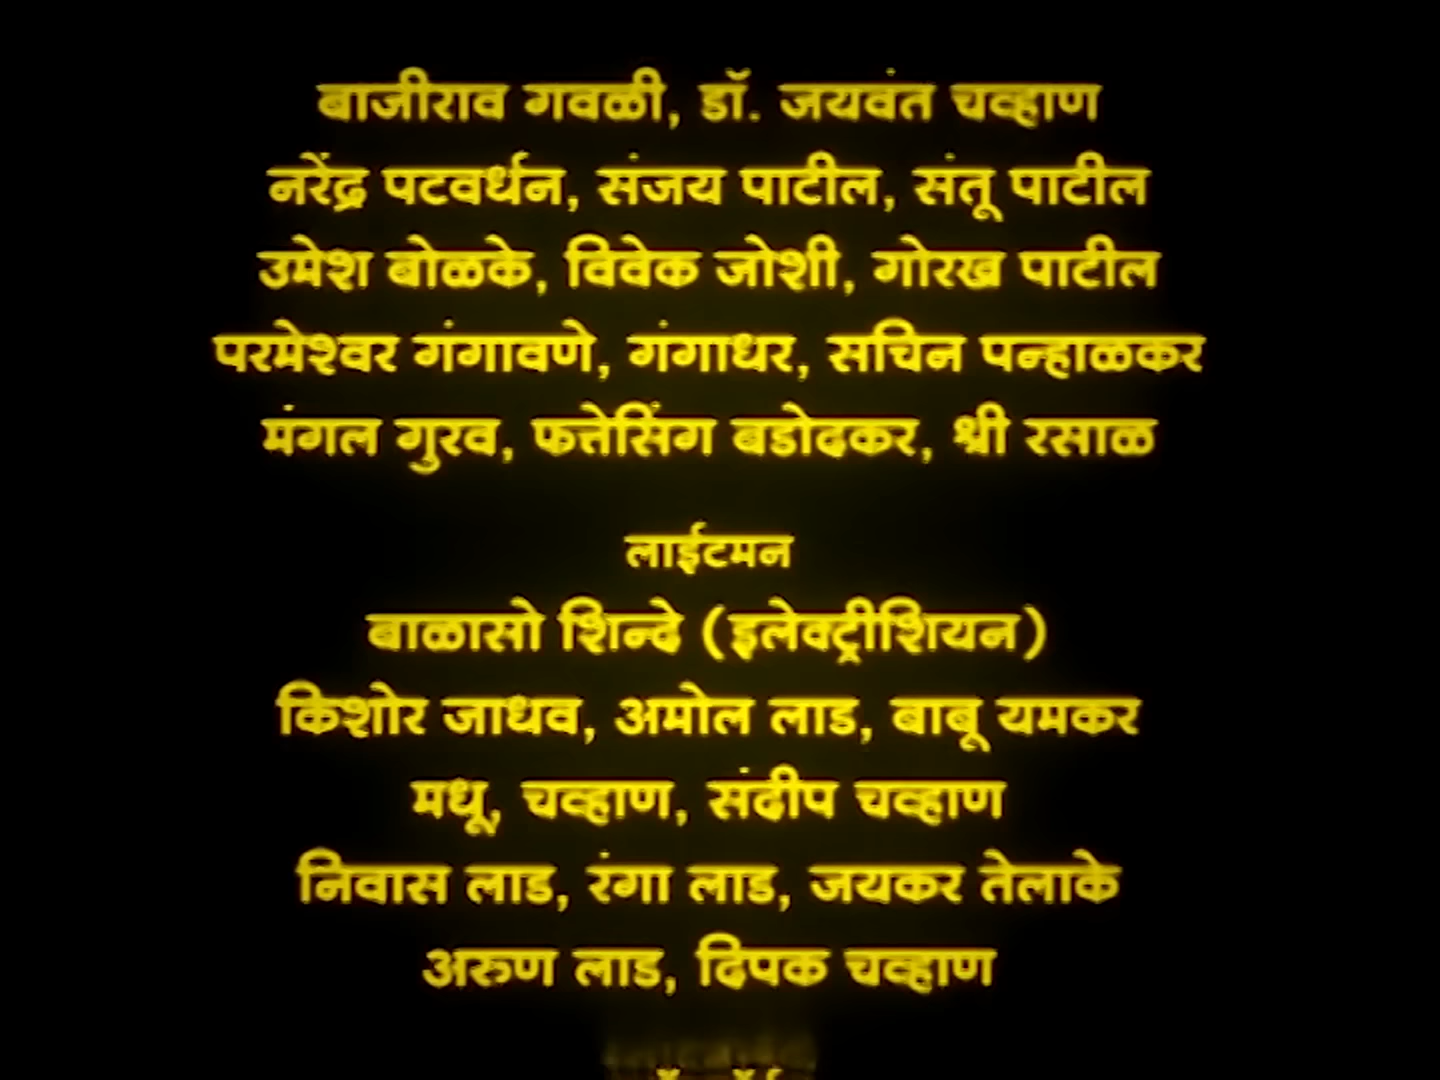 बाजीराव गवळी, डॉ. जयवंत चव्हाण
नरेंद्र पटवर्धन, संजय पाटील, संतू पाटील
उमेश बोळके, विवेक जोशी, गोरख पाटील
परमेश्वर गंगावणे, गंगाधर, सचिन पन्हाळकर
मंगल गुरव, फत्तेसिंग बडोदकर, श्री रसाळ
लाईटमन
बाळासो शिन्दे (इलेक्ट्रीशियन)
किशोर जाधव, अमोल लाड, बाबू यमकर
मधू, चव्हाण, संदीप चव्हाण
निवास लाड, रंगा लाड, जयकर तेलाके
अरुण लाड, दिपक चव्हाण